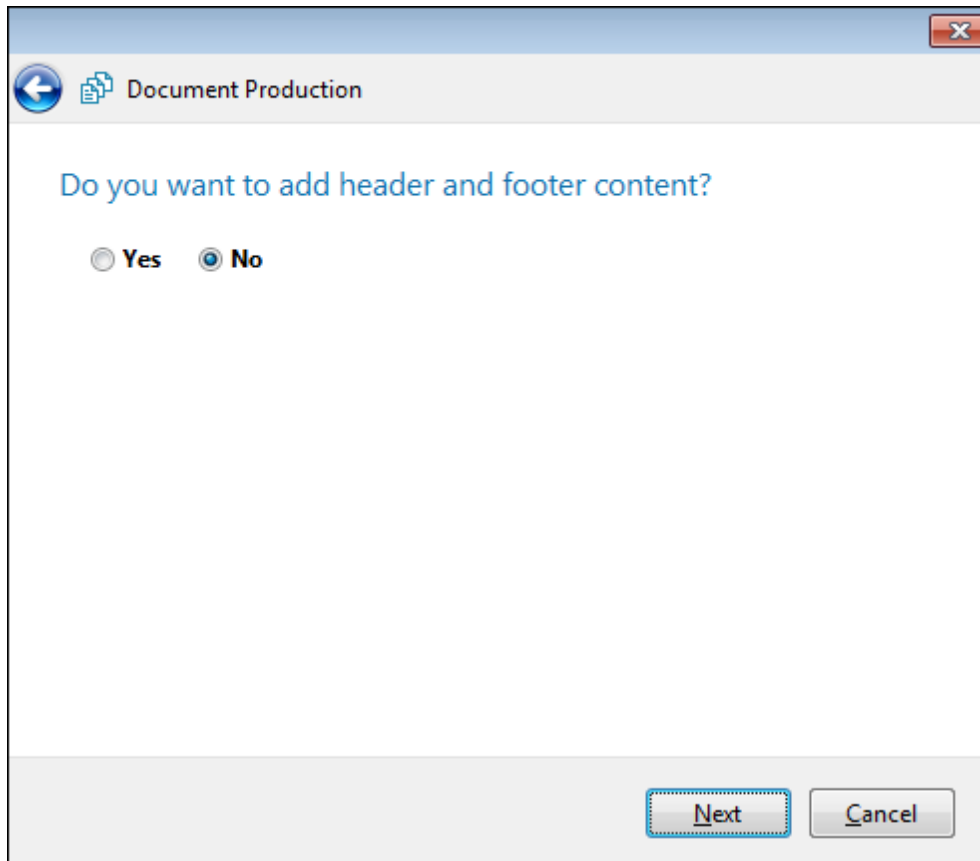 Document Production
Do you want to add header and footer content?
Yes No
Next Cancel